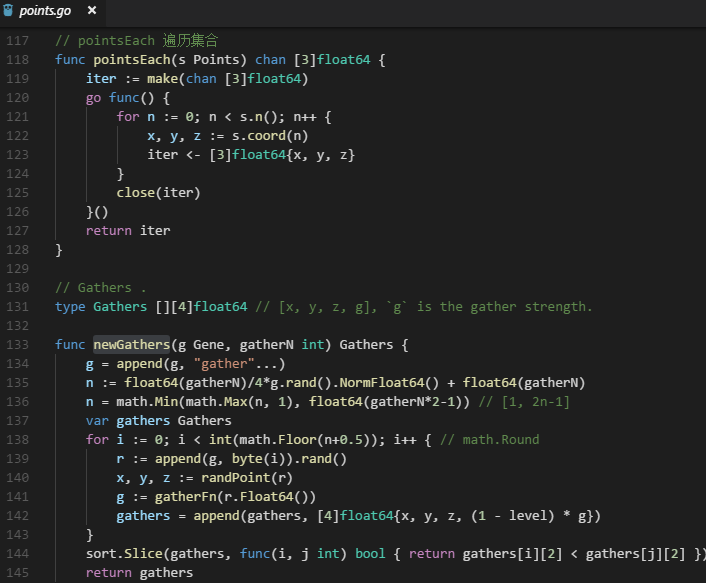 points.go ×
117 // pointsEach 遍历集合
118 func pointsEach(s Points) chan [3]float64 {
119     iter := make(chan [3]float64)
120     go func() {
121         for n := 0; n < s.n(); n++ {
122             x, y, z := s.coord(n)
123             iter <- [3]float64{x, y, z}
124         }
125         close(iter)
126     }()
127     return iter
128 }
129
130 // Gathers .
131 type Gathers [][4]float64 // [x, y, z, g], `g` is the gather strength.
132
133 func newGathers(g Gene, gatherN int) Gathers {
134     g = append(g, "gather"...)
135     n := float64(gatherN)/4*g.rand().NormFloat64() + float64(gatherN)
136     n = math.Min(math.Max(n, 1), float64(gatherN*2-1)) // [1, 2n-1]
137     var gathers Gathers
138     for i := 0; i < int(math.Floor(n+0.5)); i++ { // math.Round
139         r := append(g, byte(i)).rand()
140         x, y, z := randPoint(r)
141         g := gatherFn(r.Float64())
142         gathers = append(gathers, [4]float64{x, y, z, (1 - level) * g})
143     }
144     sort.Slice(gathers, func(i, j int) bool { return gathers[i][2] < gathers[j][2] })
145     return gathers